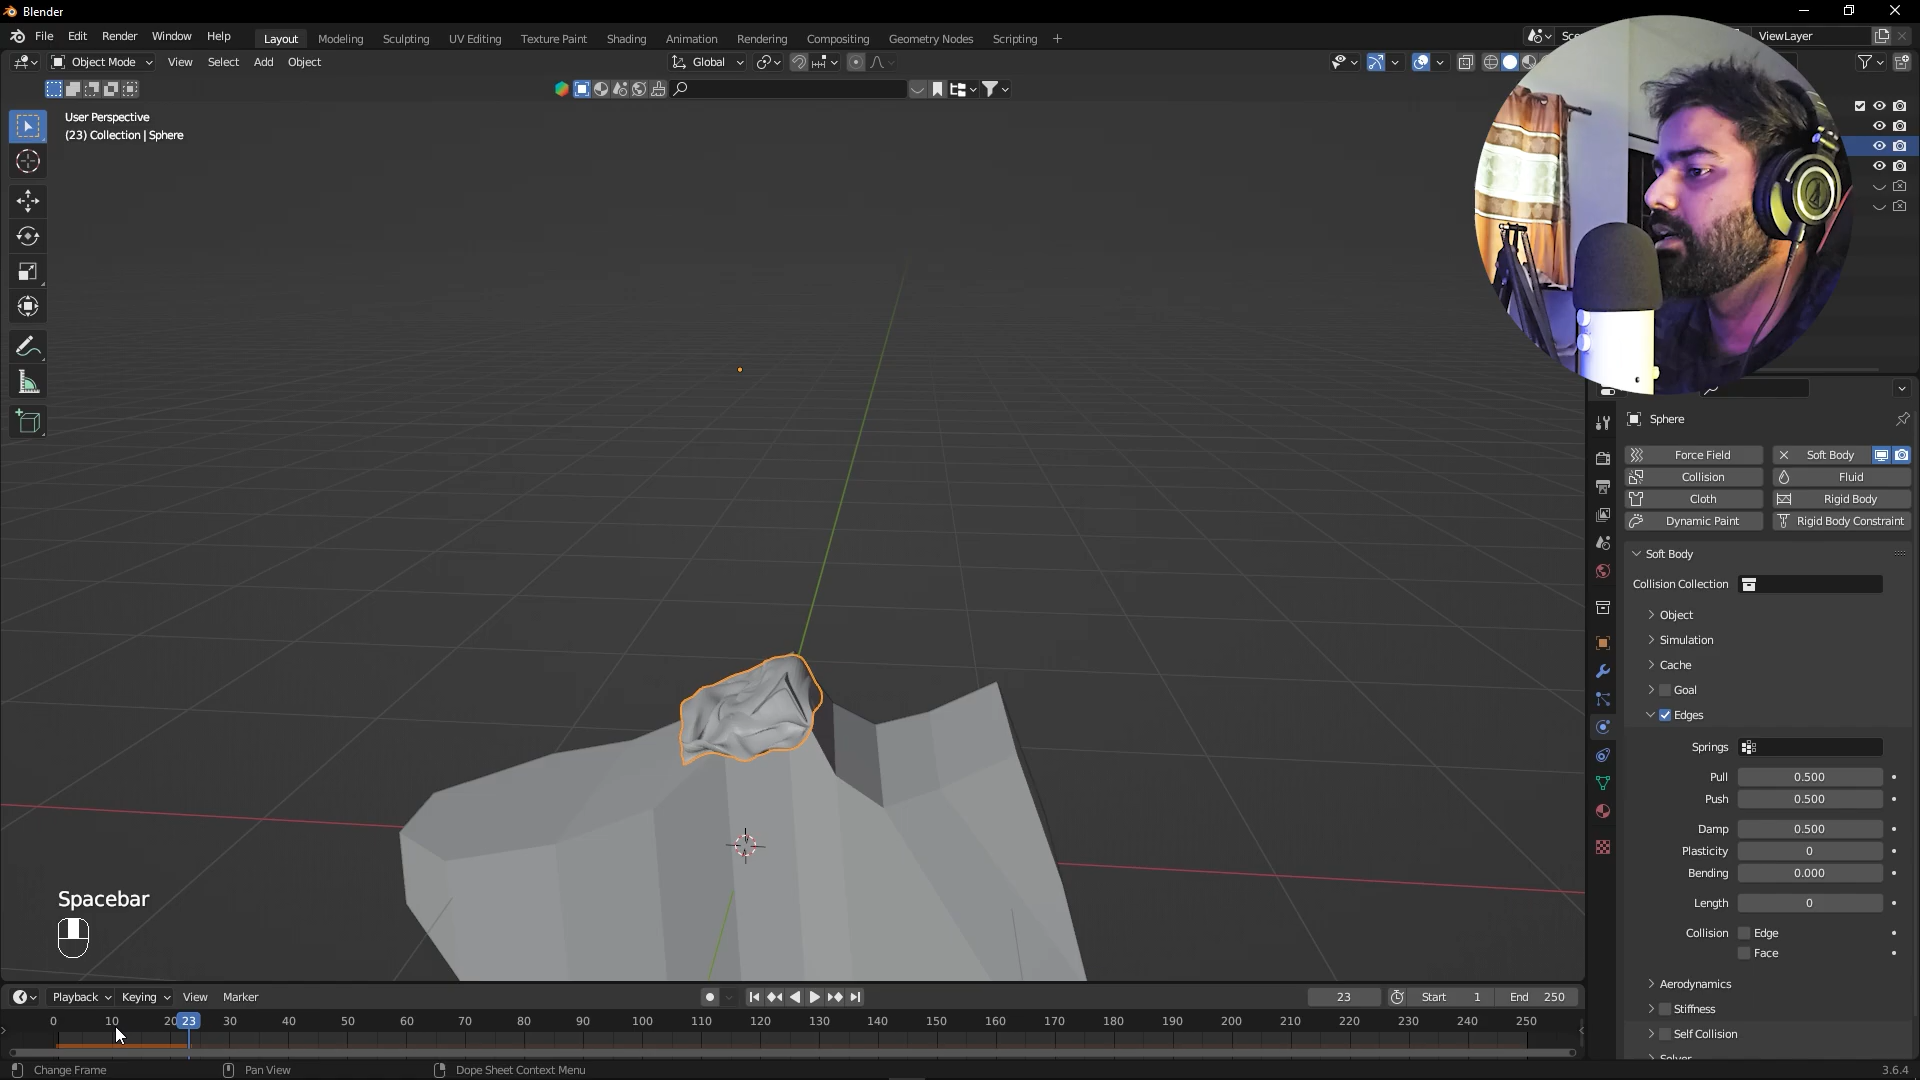 Blender
File Edit Render Window Help
Layout Modeling Sculpting UV Editing Texture Paint Shading Animation Rendering Compositing Geometry Nodes Scripting
Sce
ViewLayer
Object Mode View Select Add Object
Global
User Perspective
(23) Collection | Sphere
Sphere
Force Field Soft Body
Collision Fluid
Cloth Rigid Body
Dynamic Paint Rigid Body Constraint
Soft Body
Collision Collection
Object
Simulation
Cache
Goal
Edges
Springs
Pull 0.500
Push 0.500
Damp 0.500
Plasticity 0
Bending 0.000
Length 0
Collision Edge
Face
Aerodynamics
Stiffness
Self Collision
Solver
Spacebar
Playback Keying View Marker
23 Start 1 End 250
0 10 20 23 30 40 50 60 70 80 90 100 110 120 130 140 150 160 170 180 190 200 210 220 230 240 250
Change Frame Pan View Dope Sheet Context Menu 3.6.4